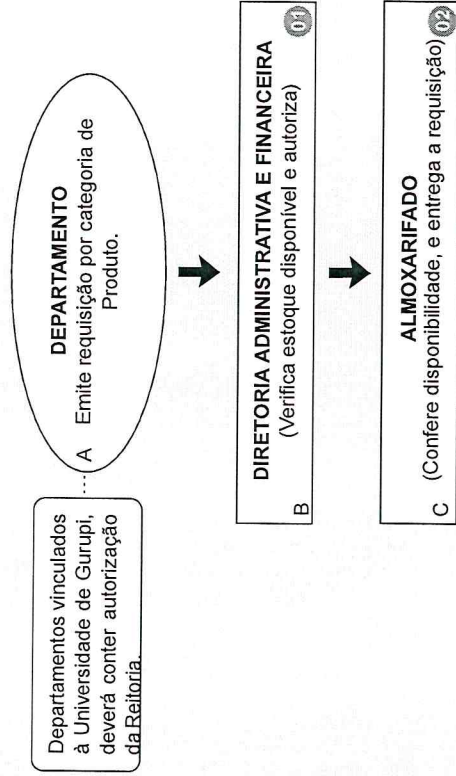 Departamentos vinculados
à Universidade de Gurupi,
deverá conter autorização
da Reitoria.
DEPARTAMENTO
A Emite requisição por categoria de
Produto.
DIRETORIA ADMINISTRATIVA E FINANCEIRA
(Verifica estoque disponível e autoriza)
B
01
ALMOXARIFADO
(Confere disponibilidade, e entrega a requisição)
C
02